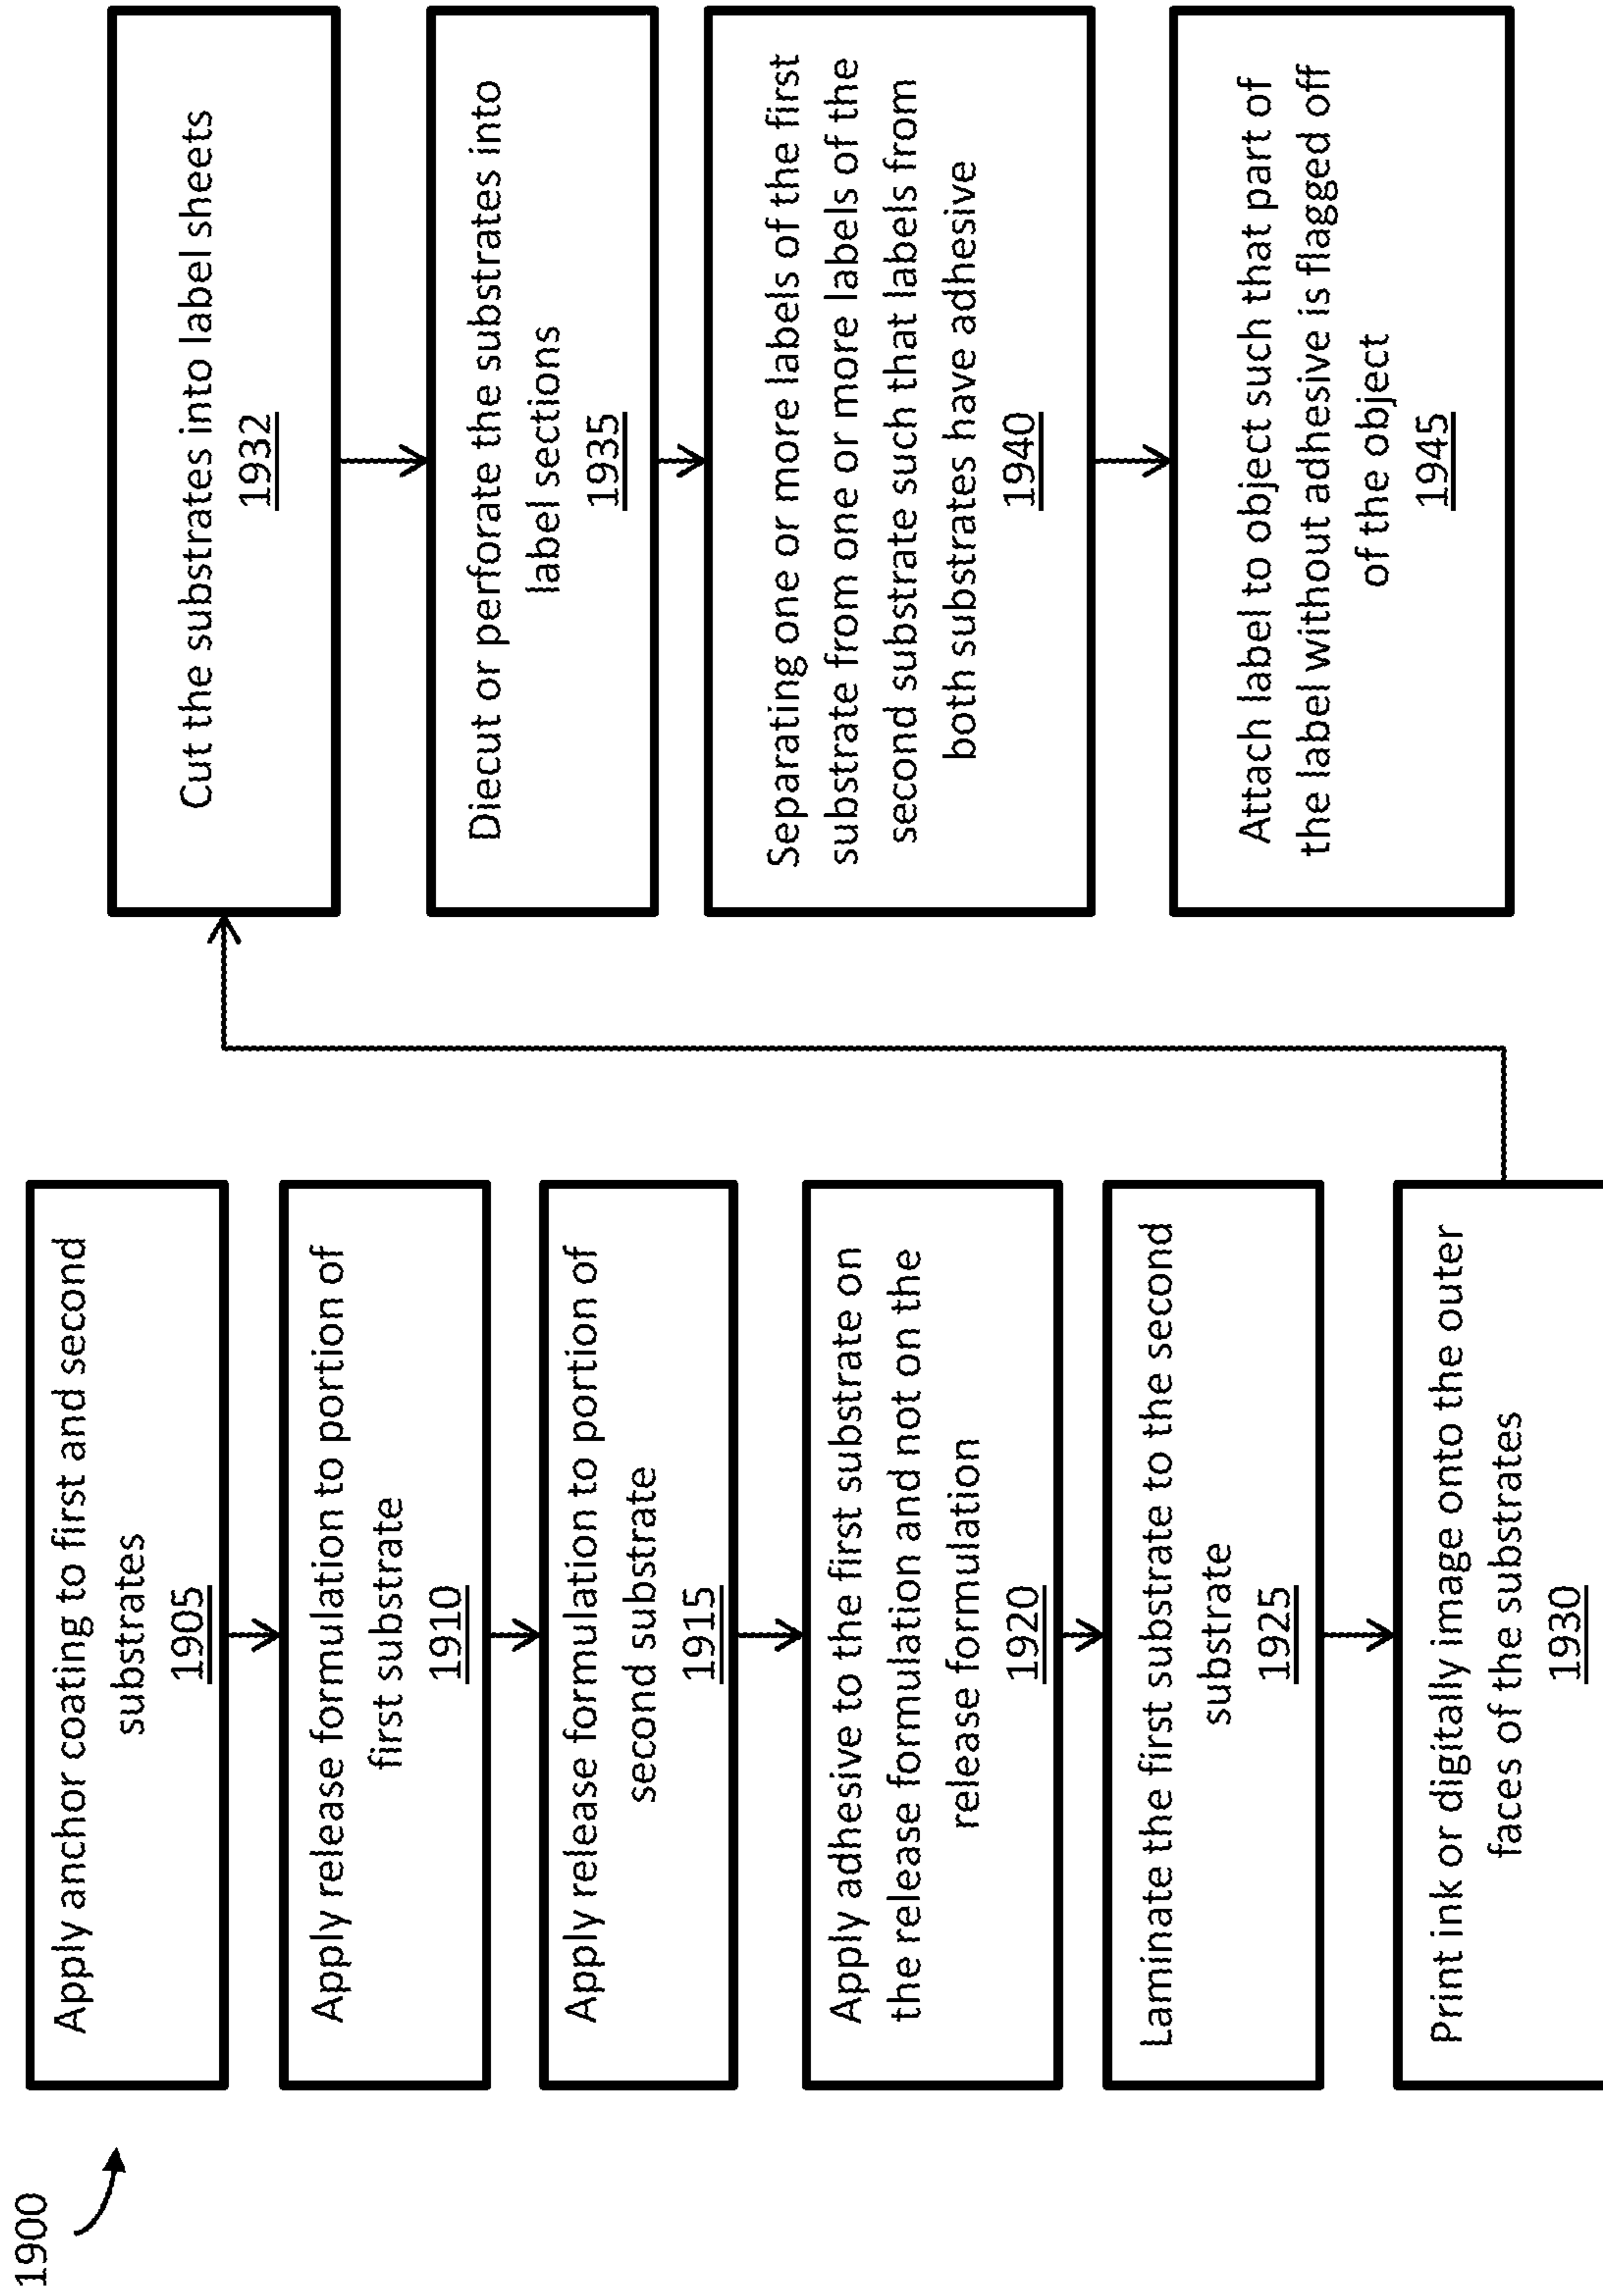 1900
Apply anchor coating to first and second
substrates
1905
Apply release formulation to portion of
first substrate
1910
Apply release formulation to portion of
second substrate
1915
Apply adhesive to the first substrate on
the release formulation and not on the
release formulation
1920
Laminate the first substrate to the second
substrate
1925
Print ink or digitally image onto the outer
faces of the substrates
1930
Cut the substrates into label sheets
1932
Diecut or perforate the substrates into
label sections
1935
Separating one or more labels of the first
substrate from one or more labels of the
second substrate such that labels from
both substrates have adhesive
1940
Attach label to object such that part of
the label without adhesive is flagged off
of the object
1945